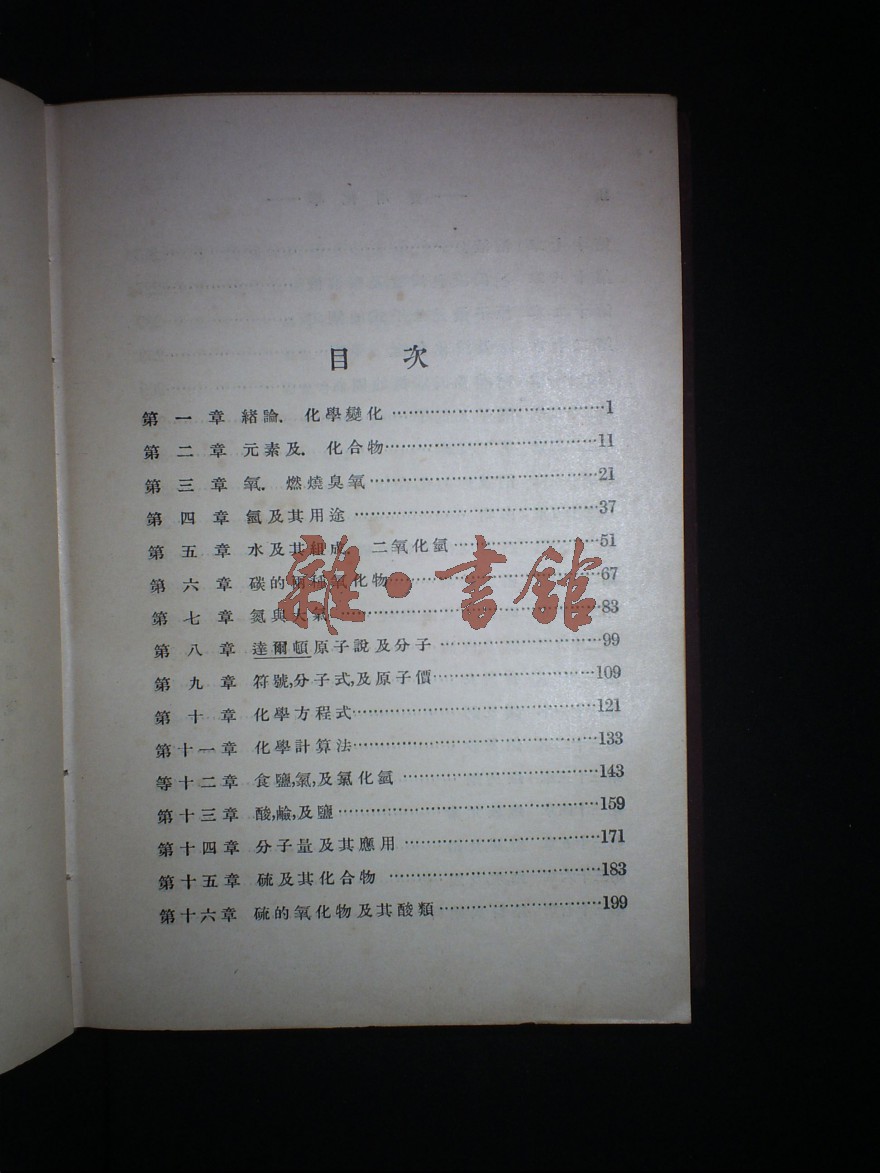 目次
第一章 緒論. 化學變化 …………1
第二章 元素及. 化合物…………11
第三章 氧. 燃燒臭氧…………21
第四章 氫及其用途 …………37
第五章 水及其組成. 二氧化氫…………51
第六章 碳的兩种氧化物…………67
第七章 氮與大氣…………83
第八章 達爾頓原子說及分子 …………99
第九章 符號,分子式,及原子價…………109
第十章 化學方程式…………121
第十一章 化學計算法…………133
等十二章 食鹽,氯,及氯化氫 …………143
第十三章 酸,鹼,及鹽…………159
第十四章 分子量及其應用 …………171
第十五章 硫及其化合物 …………183
第十六章 硫的氧化物及其酸類…………199
雜·書館